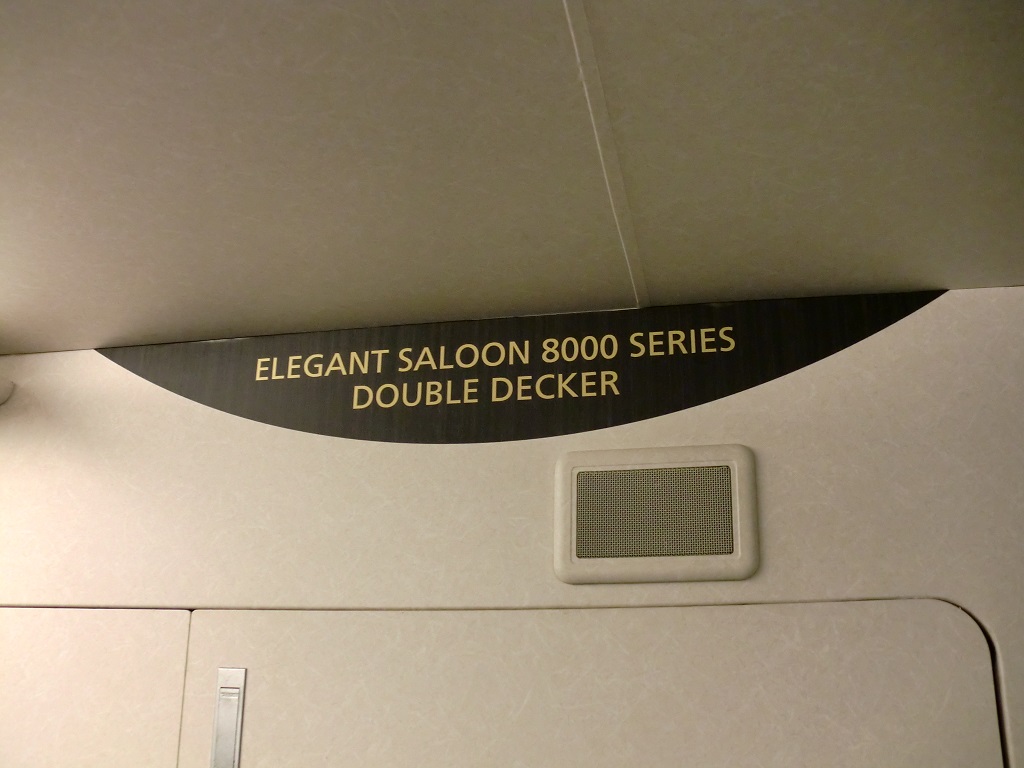 ELEGANT SALOON 8000 SERIES
DOUBLE DECKER